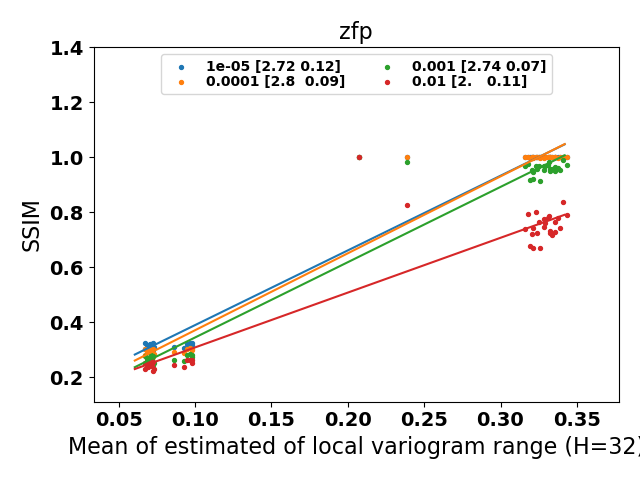 zfp
1e-05 [2.72 0.12]
0.0001 [2.8  0.09]
0.001 [2.74 0.07]
0.01 [2.   0.11]
1.4
1.2
1.0
0.8
0.6
0.4
0.2
SSIM
0.05 0.10 0.15 0.20 0.25 0.30 0.35
Mean of estimated of local variogram range (H=32)